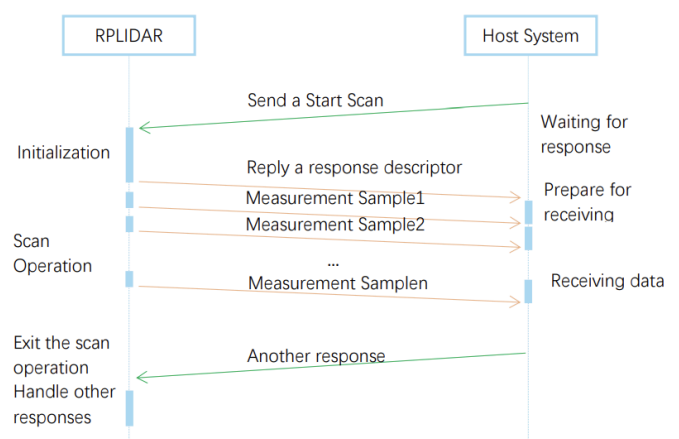 RPLIDAR
Host System
Send a Start Scan
Waiting for
response
Initialization
Reply a response descriptor
Measurement Sample1
Prepare for
receiving
Measurement Sample2
Scan
Operation
...
Measurement Samplen
Receiving data
Exit the scan
operation
Handle other
responses
Another response